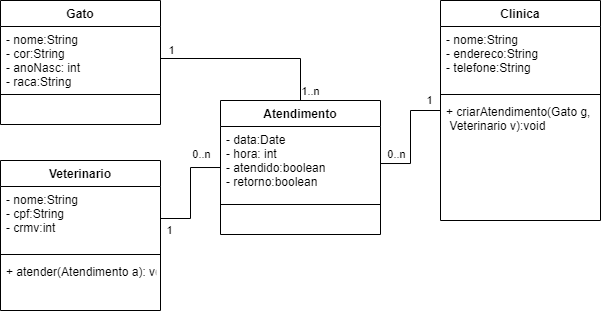 Gato
- nome:String
- cor:String
- anoNasc: int
- raca:String
1
1..n
Clinica
- nome:String
- endereco:String
- telefone:String
+ criarAtendimento(Gato g,
Veterinario v):void
1
0..n
Atendimento
- data:Date
- hora: int
- atendido:boolean
- retorno:boolean
0..n
1
Veterinario
- nome:String
- cpf:String
- crmv:int
+ atender(Atendimento a): v